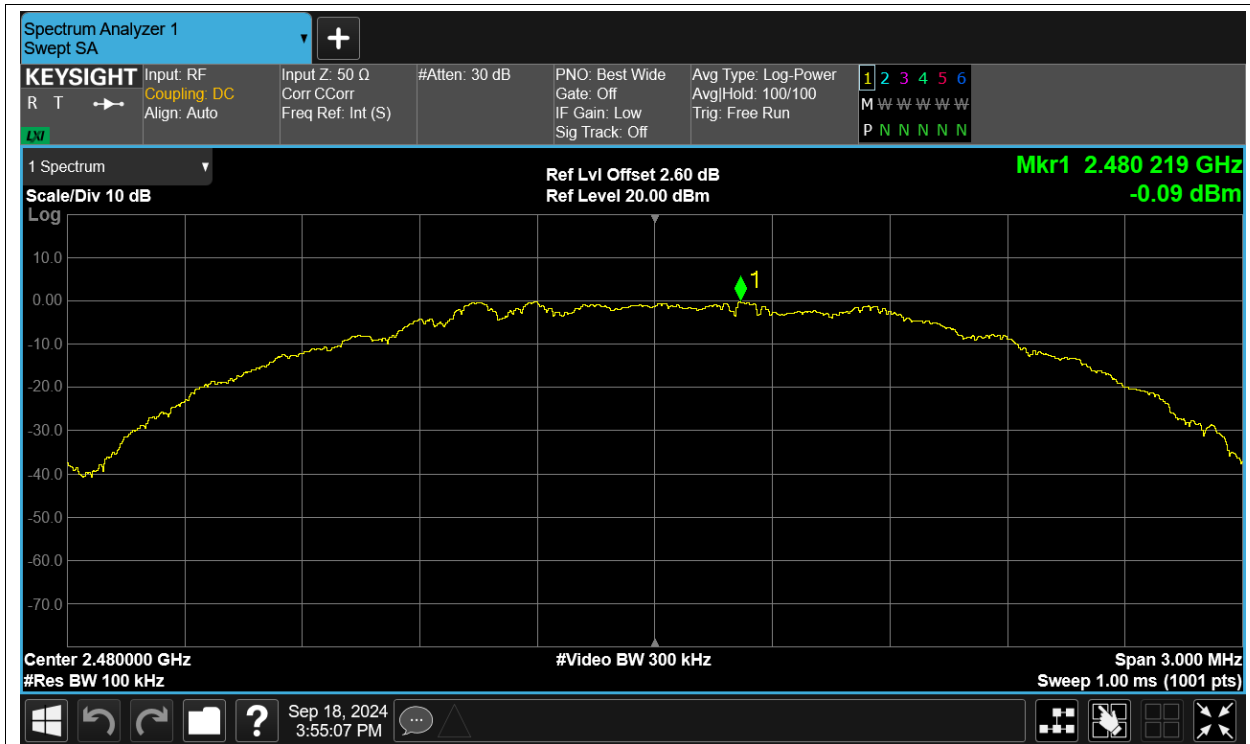 Spectrum Analyzer 1
Swept SA
KEYSIGHT
R T
LXI
Input: RF
Coupling: DC
Align: Auto
Input Z: 50 Ω
Corr CCorr
Freq Ref: Int (S)
#Atten: 30 dB
PNO: Best Wide
Gate: Off
IF Gain: Low
Sig Track: Off
Avg Type: Log-Power
Avg|Hold: 100/100
Trig: Free Run
1 2 3 4 5 6
M W W W W W
P N N N N N
1 Spectrum
Scale/Div 10 dB
Log
Ref Lvl Offset 2.60 dB
Ref Level 20.00 dBm
Mkr1 2.480 219 GHz
-0.09 dBm
10.0
0.00
-10.0
-20.0
-30.0
-40.0
-50.0
-60.0
-70.0
1
Center 2.480000 GHz
#Res BW 100 kHz
#Video BW 300 kHz
Span 3.000 MHz
Sweep 1.00 ms (1001 pts)
?
Sep 18, 2024
3:55:07 PM